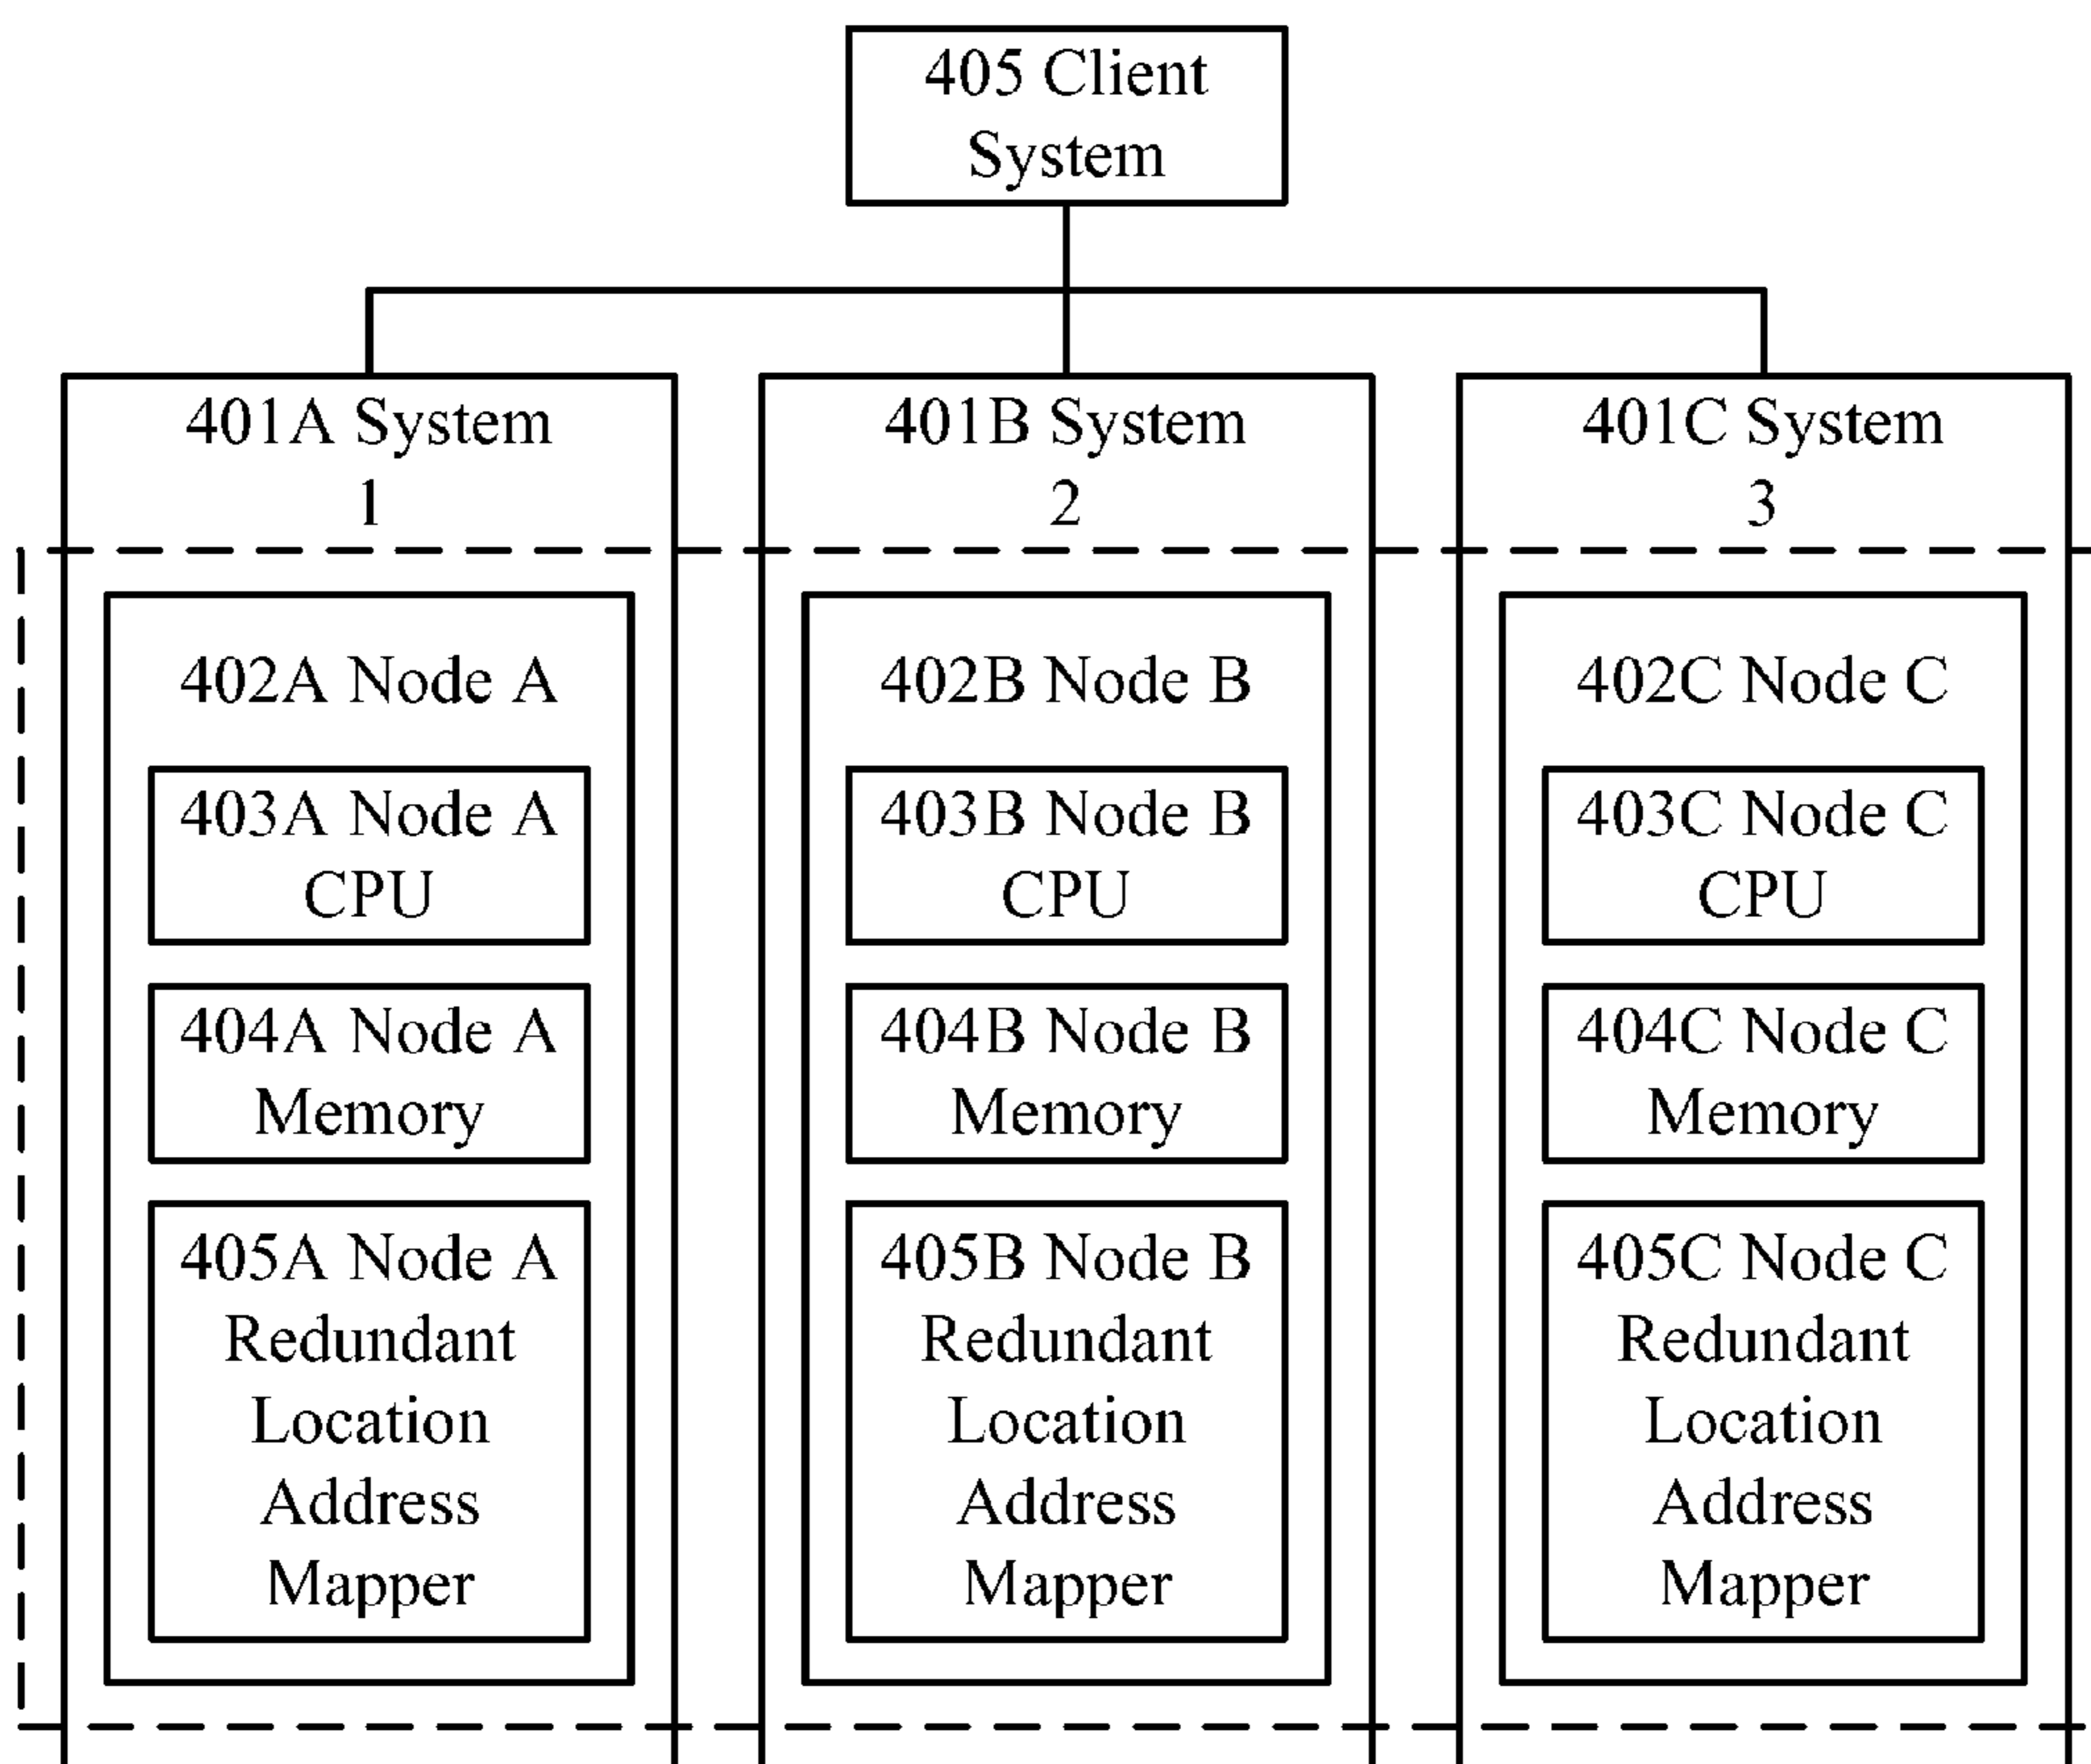 405 Client
System
401A System
1
401B System
2
401C System
3
402A Node A
403A Node A
CPU
404A Node A
Memory
405A Node A
Redundant
Location
Address
Mapper
402B Node B
403B Node B
CPU
404B Node B
Memory
405B Node B
Redundant
Location
Address
Mapper
402C Node C
403C Node C
CPU
404C Node C
Memory
405C Node C
Redundant
Location
Address
Mapper